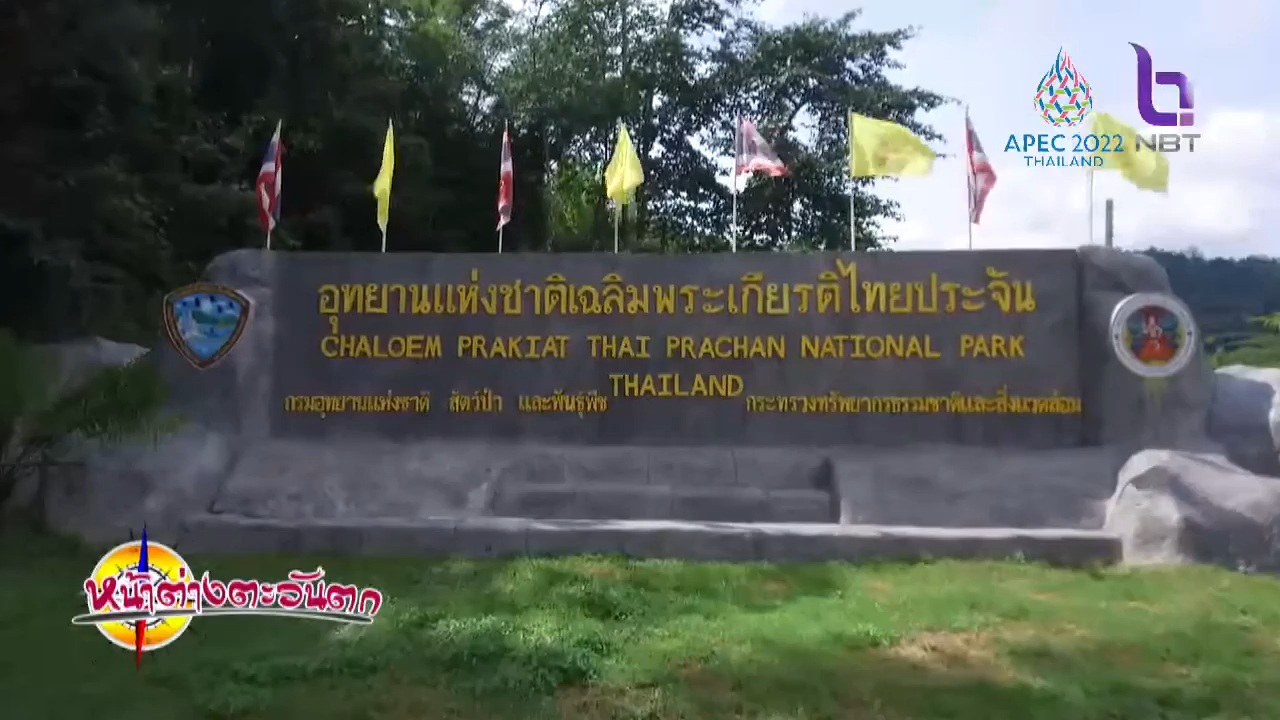 APEC 2022
THAILAND
NBT
อุทยานแห่งชาติเฉลิมพระเกียรติไทยประจัน
CHALOEM PRAKIAT THAI PRACHAN NATIONAL PARK
THAILAND
กรมอุทยานแห่งชาติ สัตว์ป่า และพันธุ์พืช
กระทรวงทรัพยากรธรรมชาติและสิ่งแวดล้อม
หน้าต่างตะวันตก